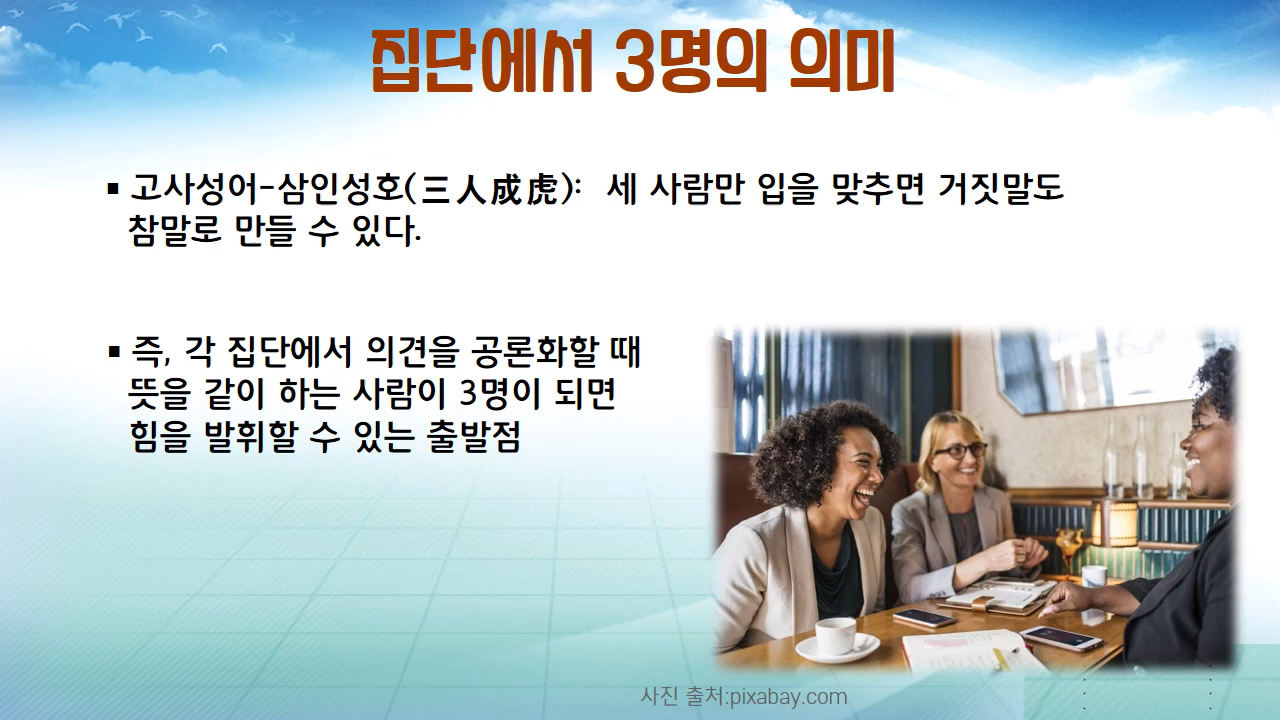 집단에서 3명의 의미
▪ 고사성어-삼인성호(三人成虎): 세 사람만 입을 맞추면 거짓말도
참말로 만들 수 있다.
▪ 즉, 각 집단에서 의견을 공론화할 때
뜻을 같이 하는 사람이 3명이 되면
힘을 발휘할 수 있는 출발점
사진 출처:pixabay.com